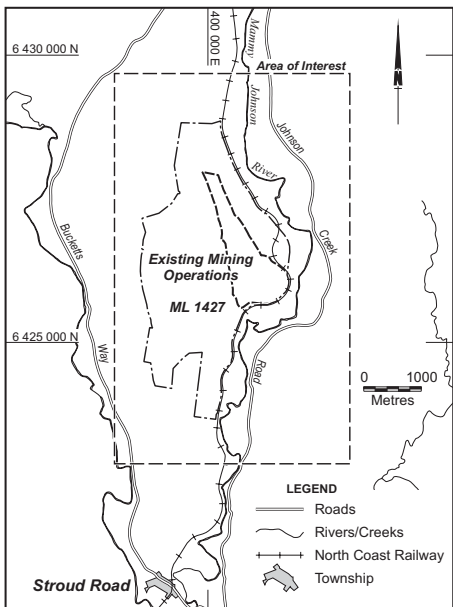 6 430 000 N
400 000 E
Mammy
Johnson
River
Area of Interest
N
Johnson
Creek
Road
Bucketts
Way
Existing Mining
Operations
ML 1427
6 425 000 N
0 1000
Metres
LEGEND
Roads
Rivers/Creeks
North Coast Railway
Township
Stroud Road